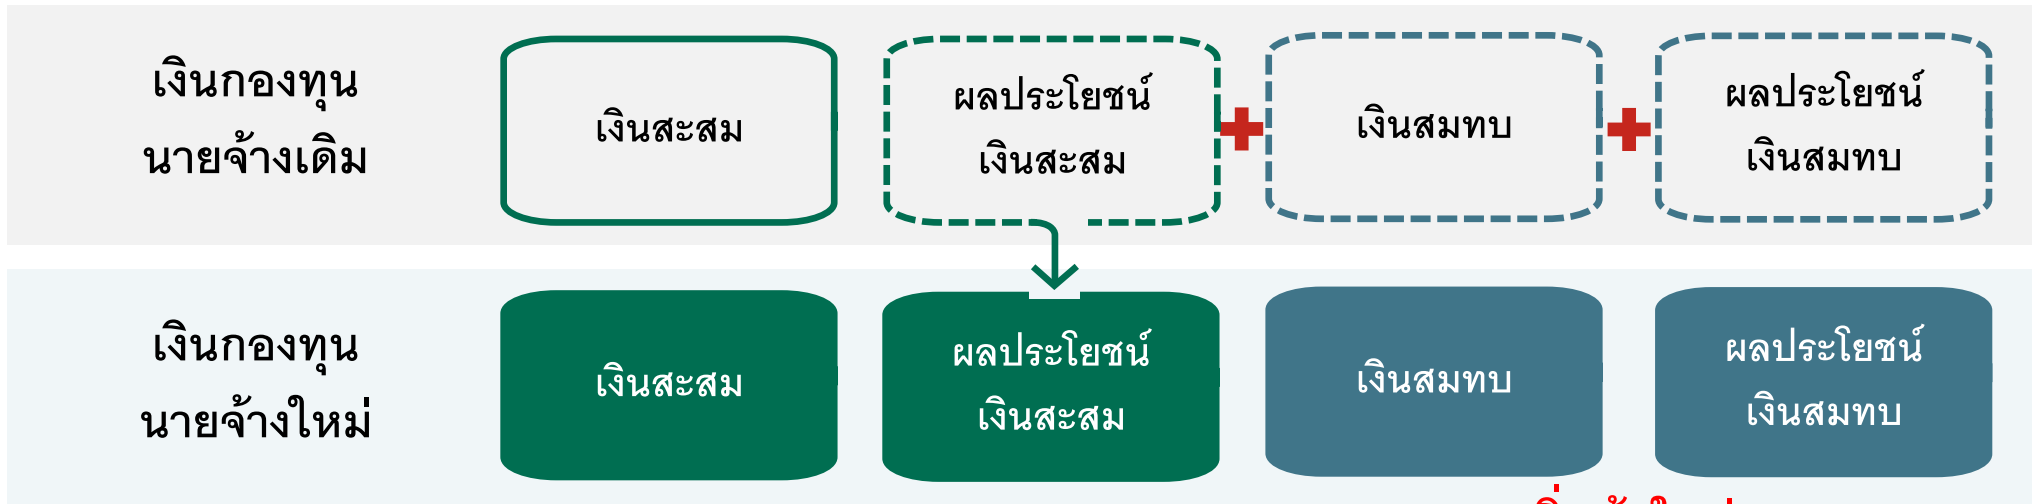 เงินกองทุน
นายจ้างเดิม
เงินสะสม
ผลประโยชน์
เงินสะสม
เงินสมทบ
ผลประโยชน์
เงินสมทบ
เงินกองทุน
นายจ้างใหม่
เงินสะสม
ผลประโยชน์
เงินสะสม
เงินสมทบ
ผลประโยชน์
เงินสมทบ